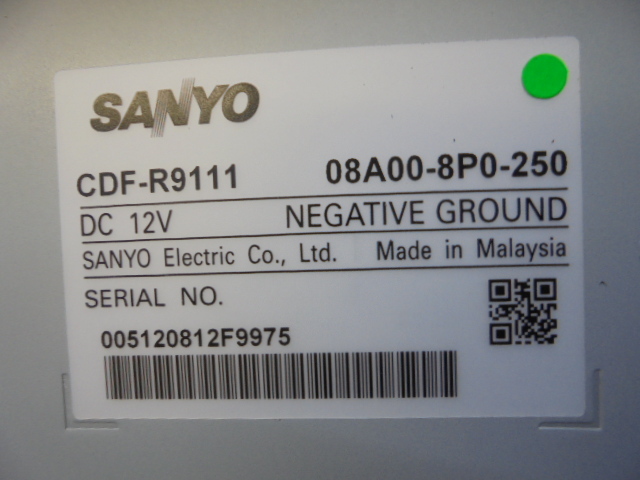 SANYO
CDF-R9111 08A00-8P0-250
DC 12V NEGATIVE GROUND
SANYO Electric Co., Ltd. Made in Malaysia
SERIAL NO.
005120812F9975